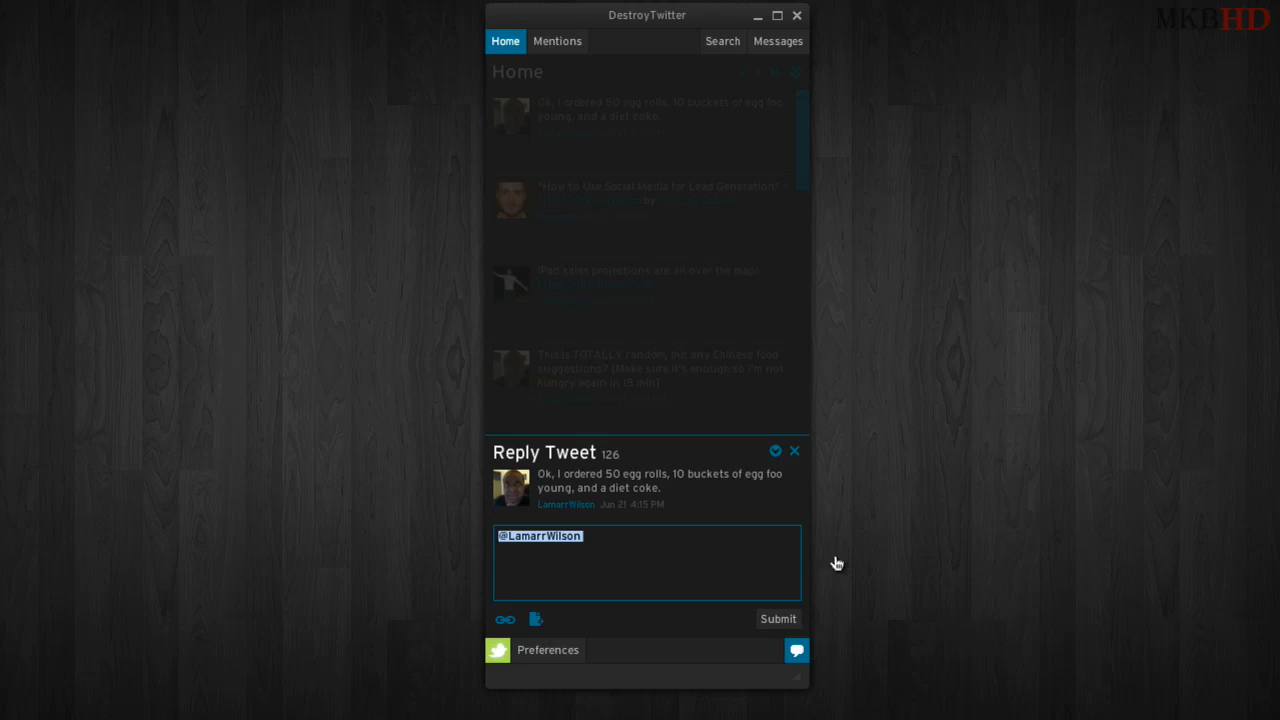 MKBHD
DestroyTwitter
Home Mentions Search Messages
Home
Ok, I ordered 50 egg rolls, 10 buckets of egg foo
young, and a diet coke.
"How to Use Social Media for Lead Generation" -
by
(iPad sales projections are all over the map)
This is TOTALLY random, but any Chinese food
suggestions? (Make sure it's enough so i'm not
hungry again in 15 min)
Reply Tweet 126
Ok, I ordered 50 egg rolls, 10 buckets of egg foo
young, and a diet coke.
LamarrWilson Jun 21 4:15 PM
@LamarrWilson
Submit
Preferences